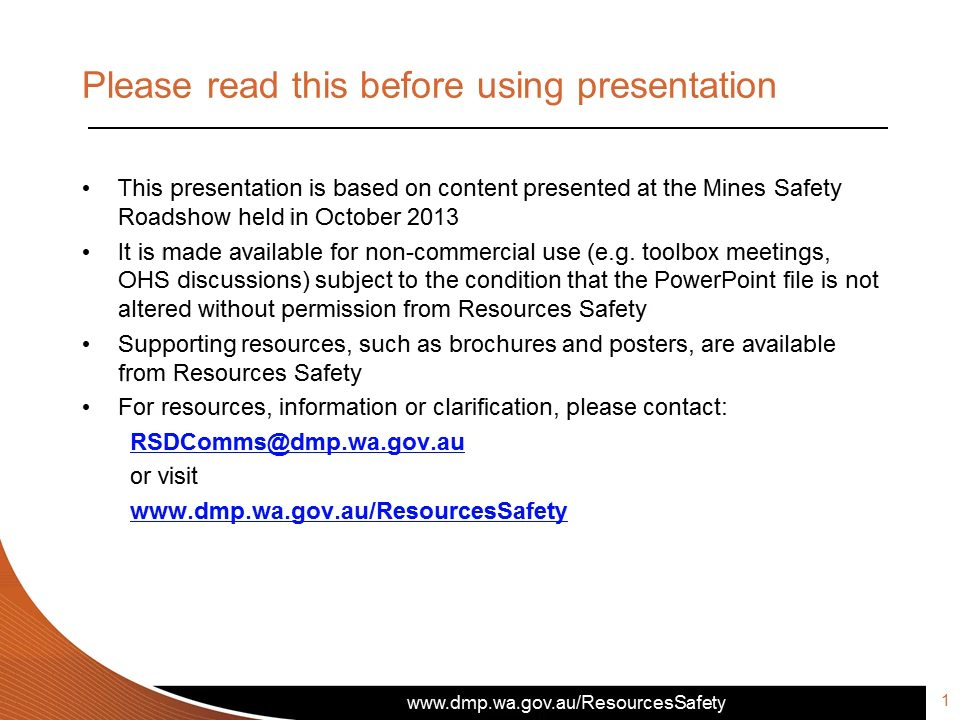 Please read this before using presentation
• This presentation is based on content presented at the Mines Safety
Roadshow held in October 2013
• It is made available for non-commercial use (e.g. toolbox meetings,
OHS discussions) subject to the condition that the PowerPoint file is not
altered without permission from Resources Safety
• Supporting resources, such as brochures and posters, are available
from Resources Safety
• For resources, information or clarification, please contact:
RSDComms@dmp.wa.gov.au
or visit
www.dmp.wa.gov.au/ResourcesSafety
www.dmp.wa.gov.au/ResourcesSafety
1